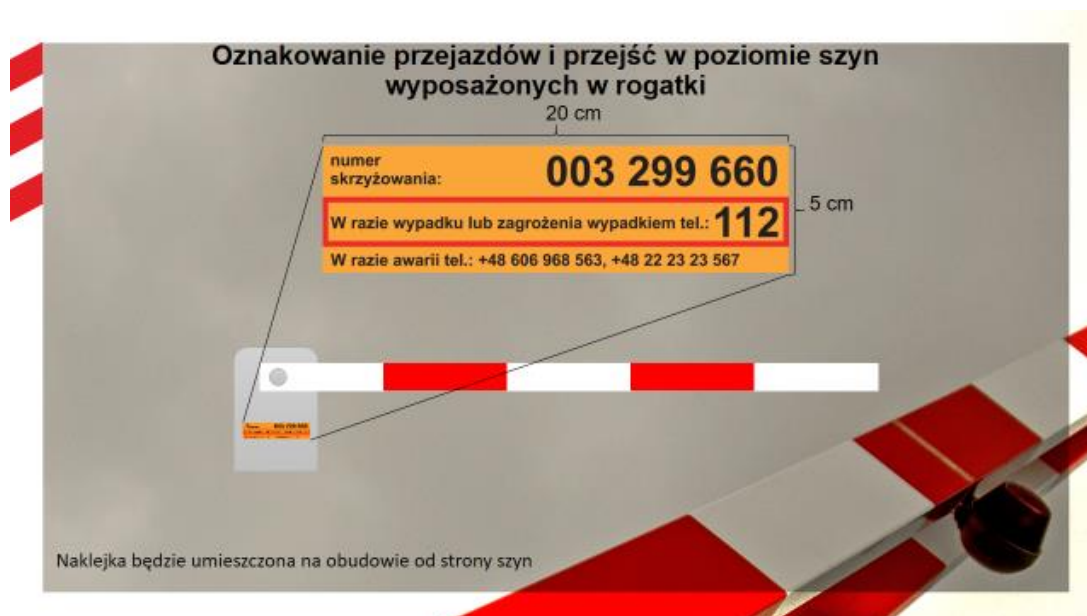 Oznakowanie przejazdów i przejść w poziomie szyn
wyposażonych w rogatki
20 cm
numer
skrzyżowania:
003 299 660
5 cm
W razie wypadku lub zagrożenia wypadkiem tel.: 112
W razie awarii tel.: +48 606 968 563, +48 22 23 23 567
Naklejka będzie umieszczona na obudowie od strony szyn